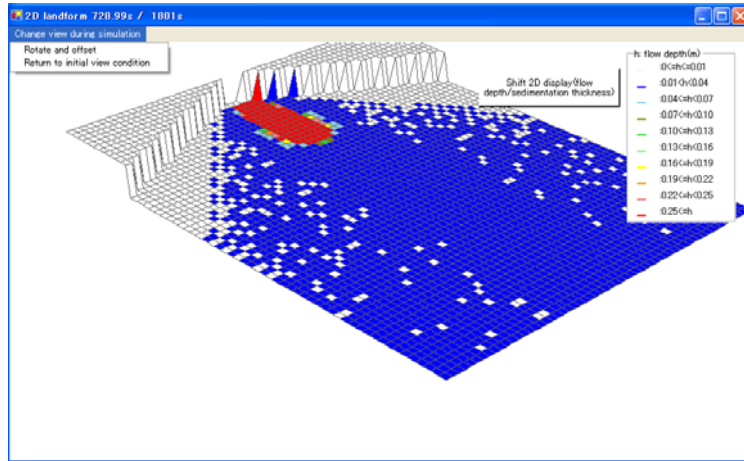 2D landform 728.99s / 1801s
Change view during simulation
Rotate and offset
Return to initial view condition
Shift 2D display(flow
depth/sedimentation thickness)
h: flow depth(m)
:0<=h<=0.01
:0.01<h<0.04
:0.04<=h<0.07
:0.07<=h<0.10
:0.10<=h<0.13
:0.13<=h<0.16
:0.16<=h<0.19
:0.19<=h<0.22
:0.22<=h<0.25
:0.25<=h